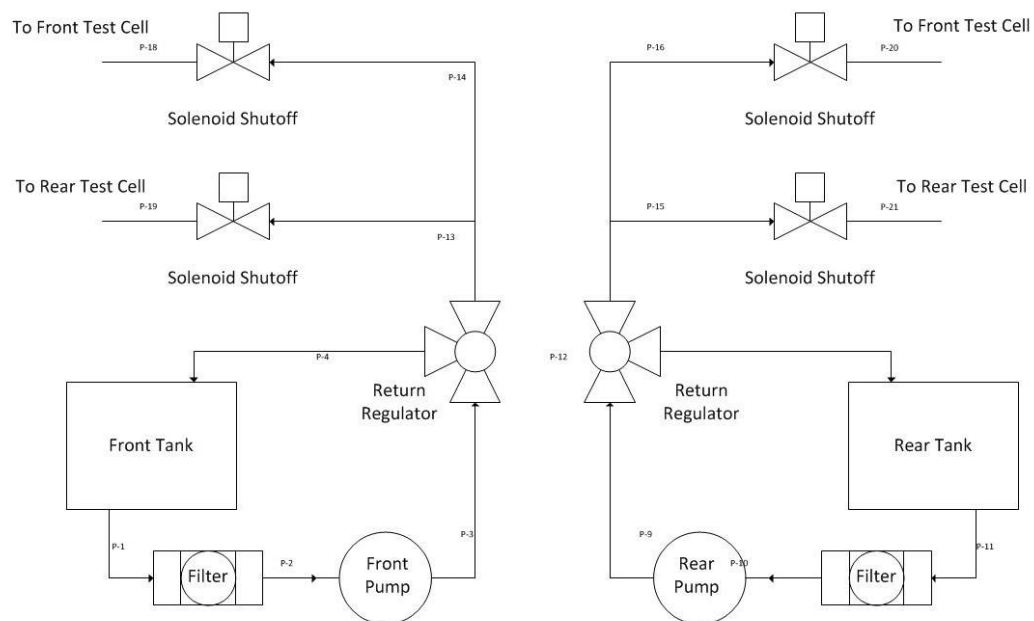 To Front Test Cell
P-18
P-14
Solenoid Shutoff
To Rear Test Cell
P-19
P-13
Solenoid Shutoff
P-4
Return
Regulator
Front Tank
P-1
Filter
P-2
Front
Pump
P-3
To Front Test Cell
P-16
P-20
Solenoid Shutoff
To Rear Test Cell
P-15
P-21
Solenoid Shutoff
P-12
Return
Regulator
Rear Tank
P-9
Rear
Pump
P-10
Filter
P-11